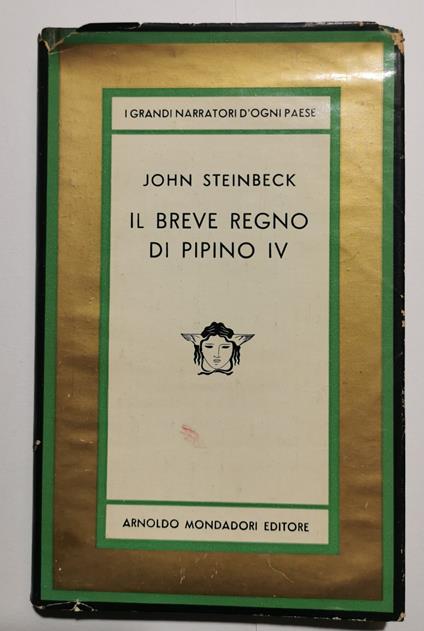 I GRANDI NARRATORI D'OGNI PAESE
JOHN STEINBECK
IL BREVE REGNO
DI PIPINO IV
ARNOLDO MONDADORI EDITORE